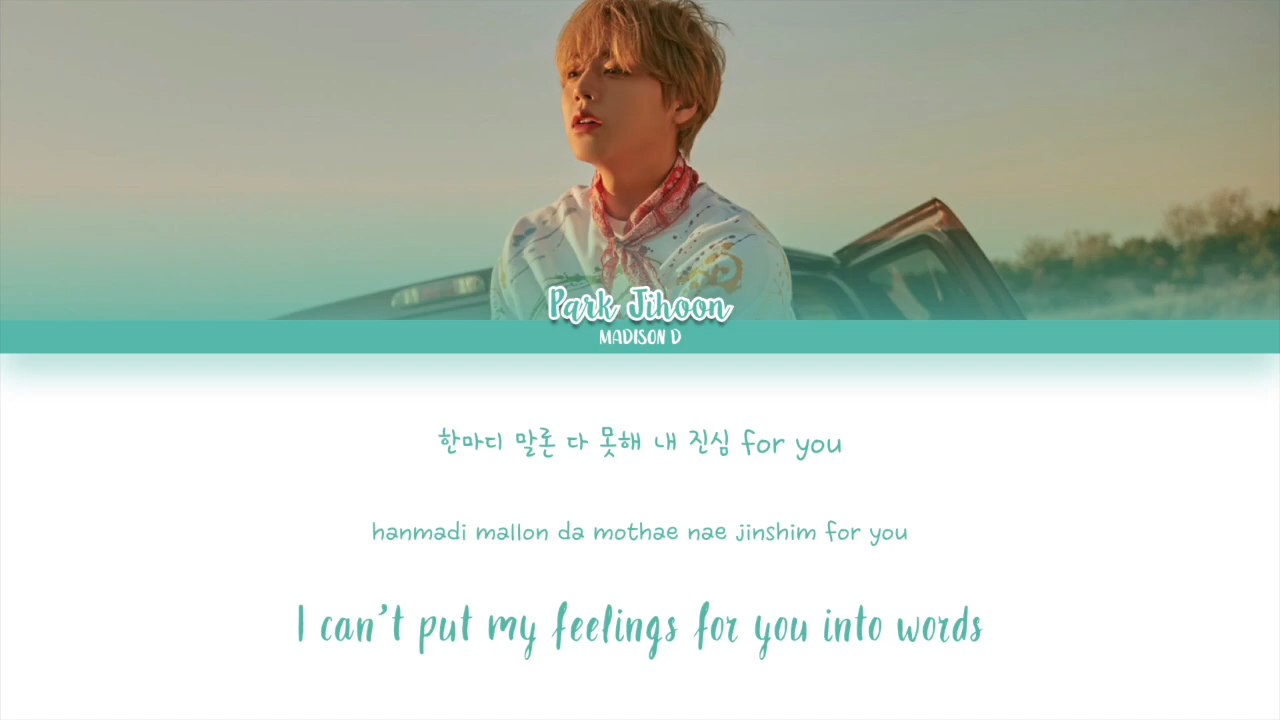 Park Jihoon
MADISON D
한마디 말론 다 못해 내 진심 for you
hanmadi mallon da mothae nae jinshim for you
I can't put my feelings for you into words